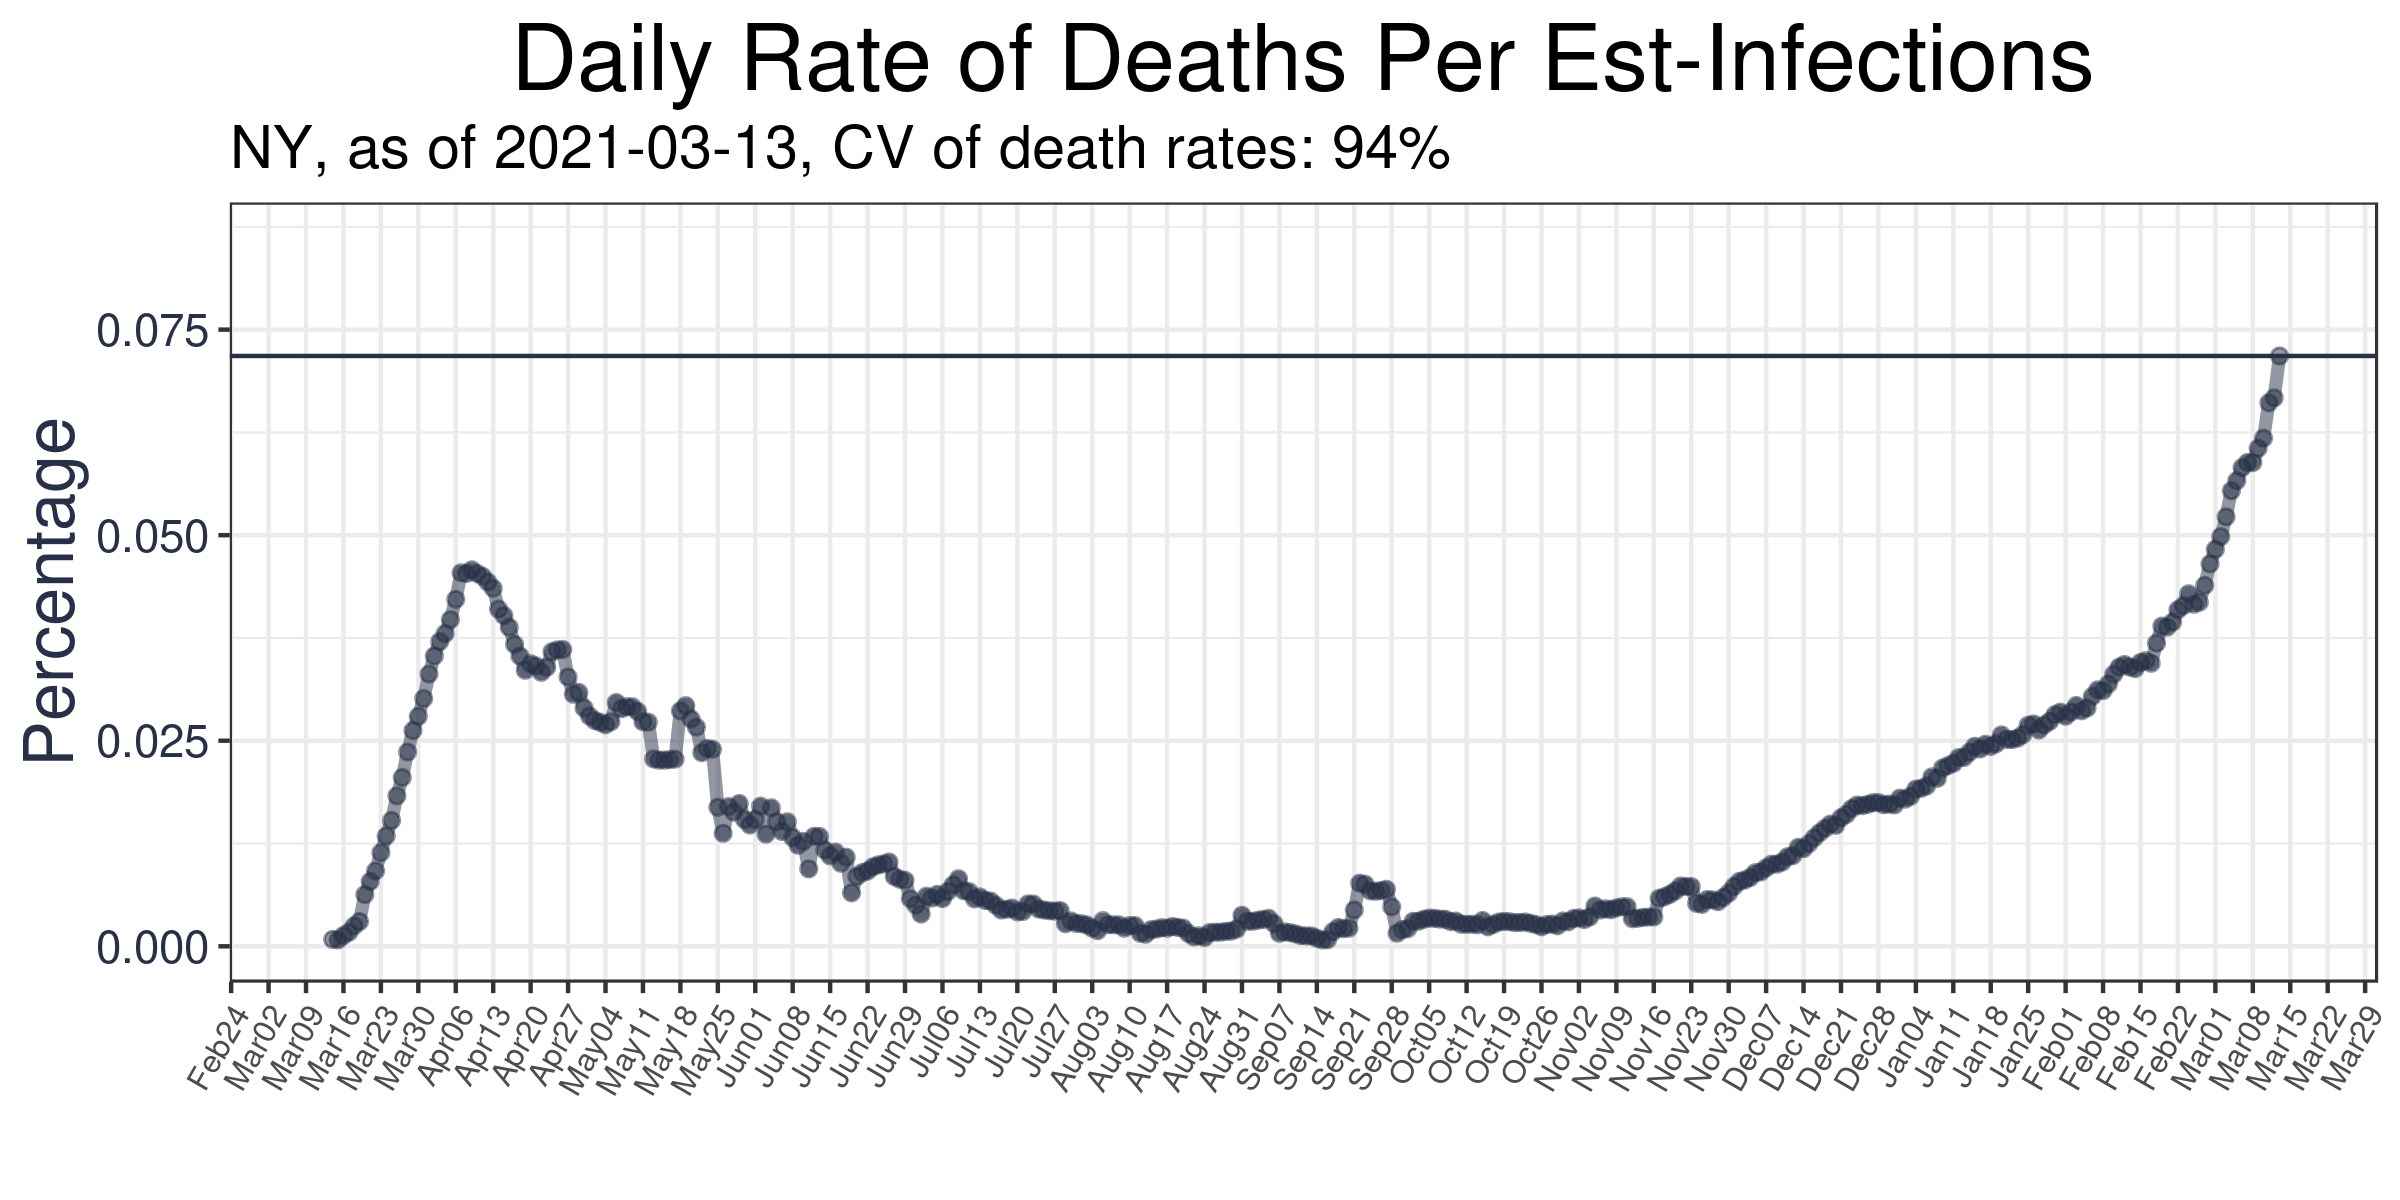 Daily Rate of Deaths Per Est-Infections
NY, as of 2021-03-13, CV of death rates: 94%
Percentage
0.075
0.050
0.025
0.000
Feb24
Mar02
Mar09
Mar16
Mar23
Mar30
Apr06
Apr13
Apr20
Apr27
May04
May11
May18
May25
Jun01
Jun08
Jun15
Jun22
Jun29
Jul06
Jul13
Jul20
Jul27
Aug03
Aug10
Aug17
Aug24
Aug31
Sep07
Sep14
Sep21
Sep28
Oct05
Oct12
Oct19
Oct26
Nov02
Nov09
Nov16
Nov23
Nov30
Dec07
Dec14
Dec21
Dec28
Jan04
Jan11
Jan18
Jan25
Feb01
Feb08
Feb15
Feb22
Mar01
Mar08
Mar15
Mar22
Mar29